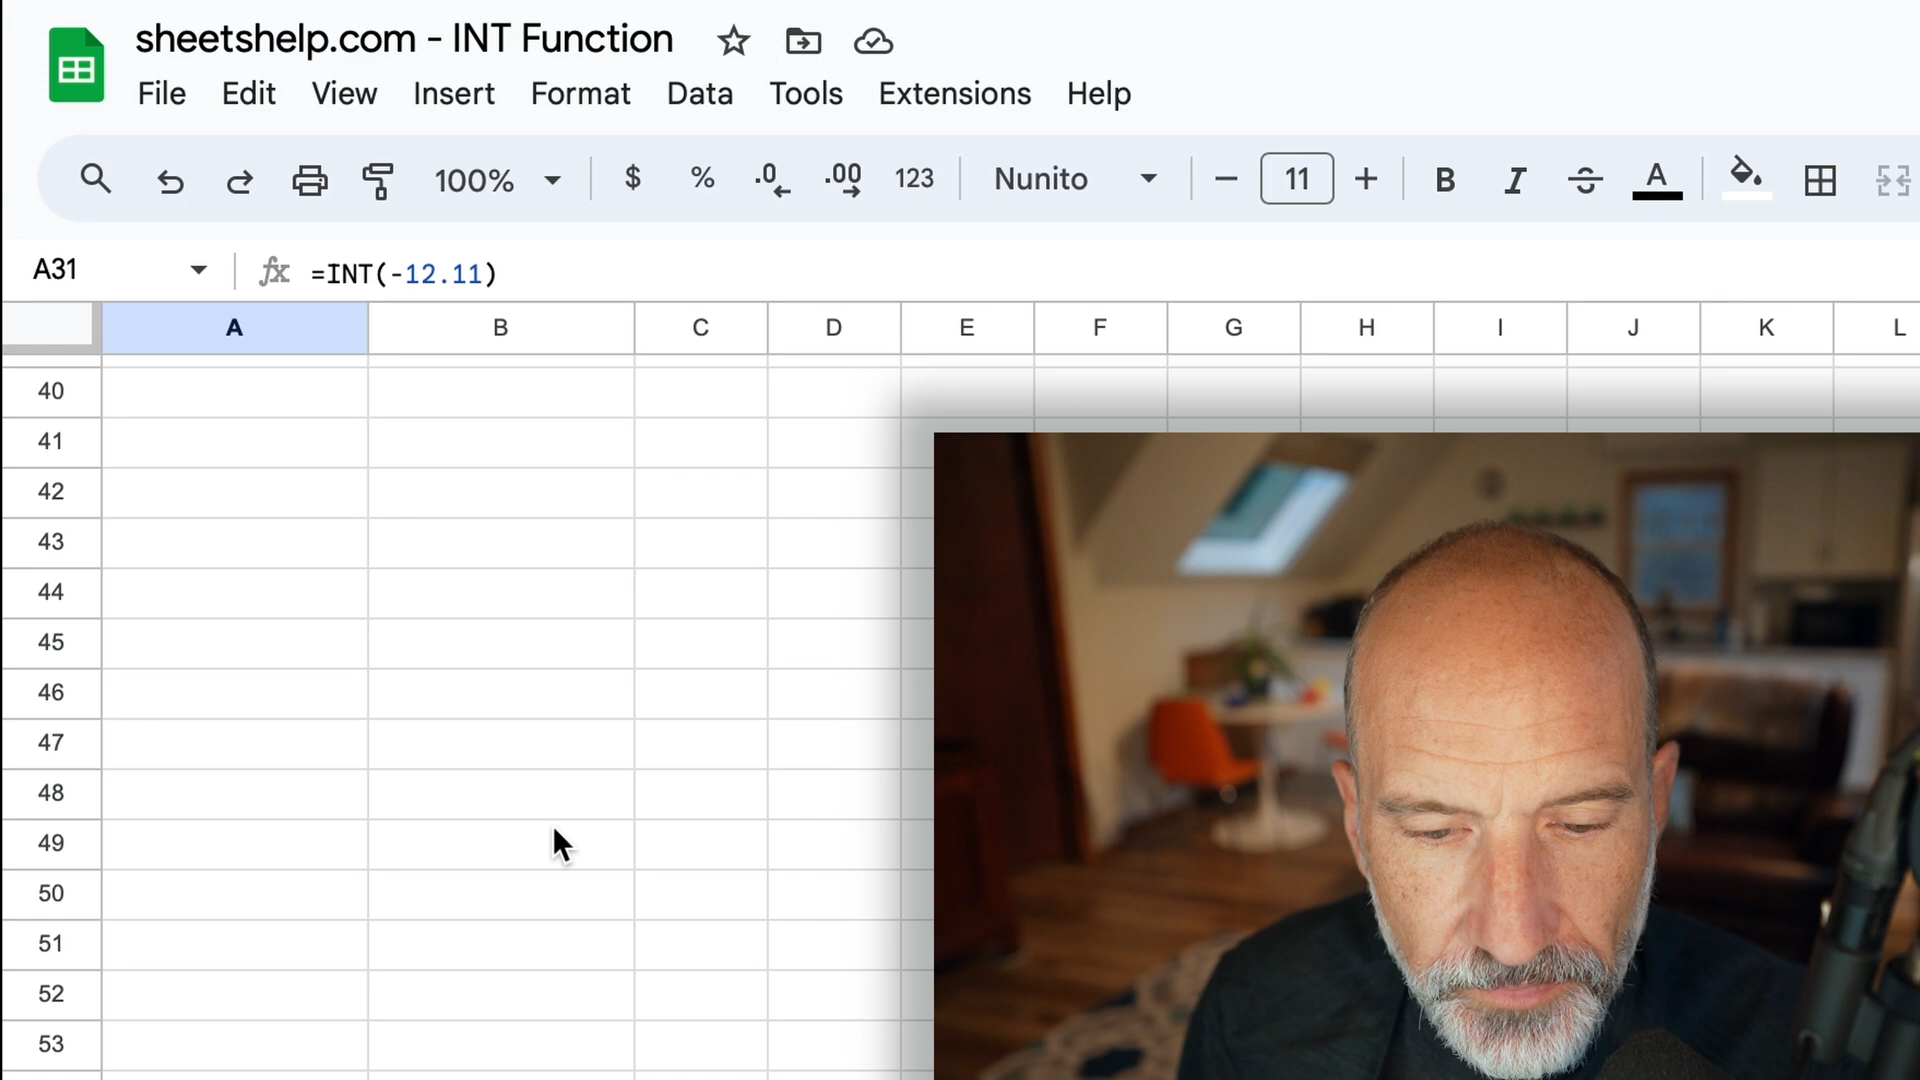 sheetshelp.com - INT Function
File Edit View Insert Format Data Tools Extensions Help
100% $ % .0 .00 123 Nunito 11 B I A
A31 fx =INT(-12.11)
A B C D E F G H I J K L
40
41
42
43
44
45
46
47
48
49
50
51
52
53